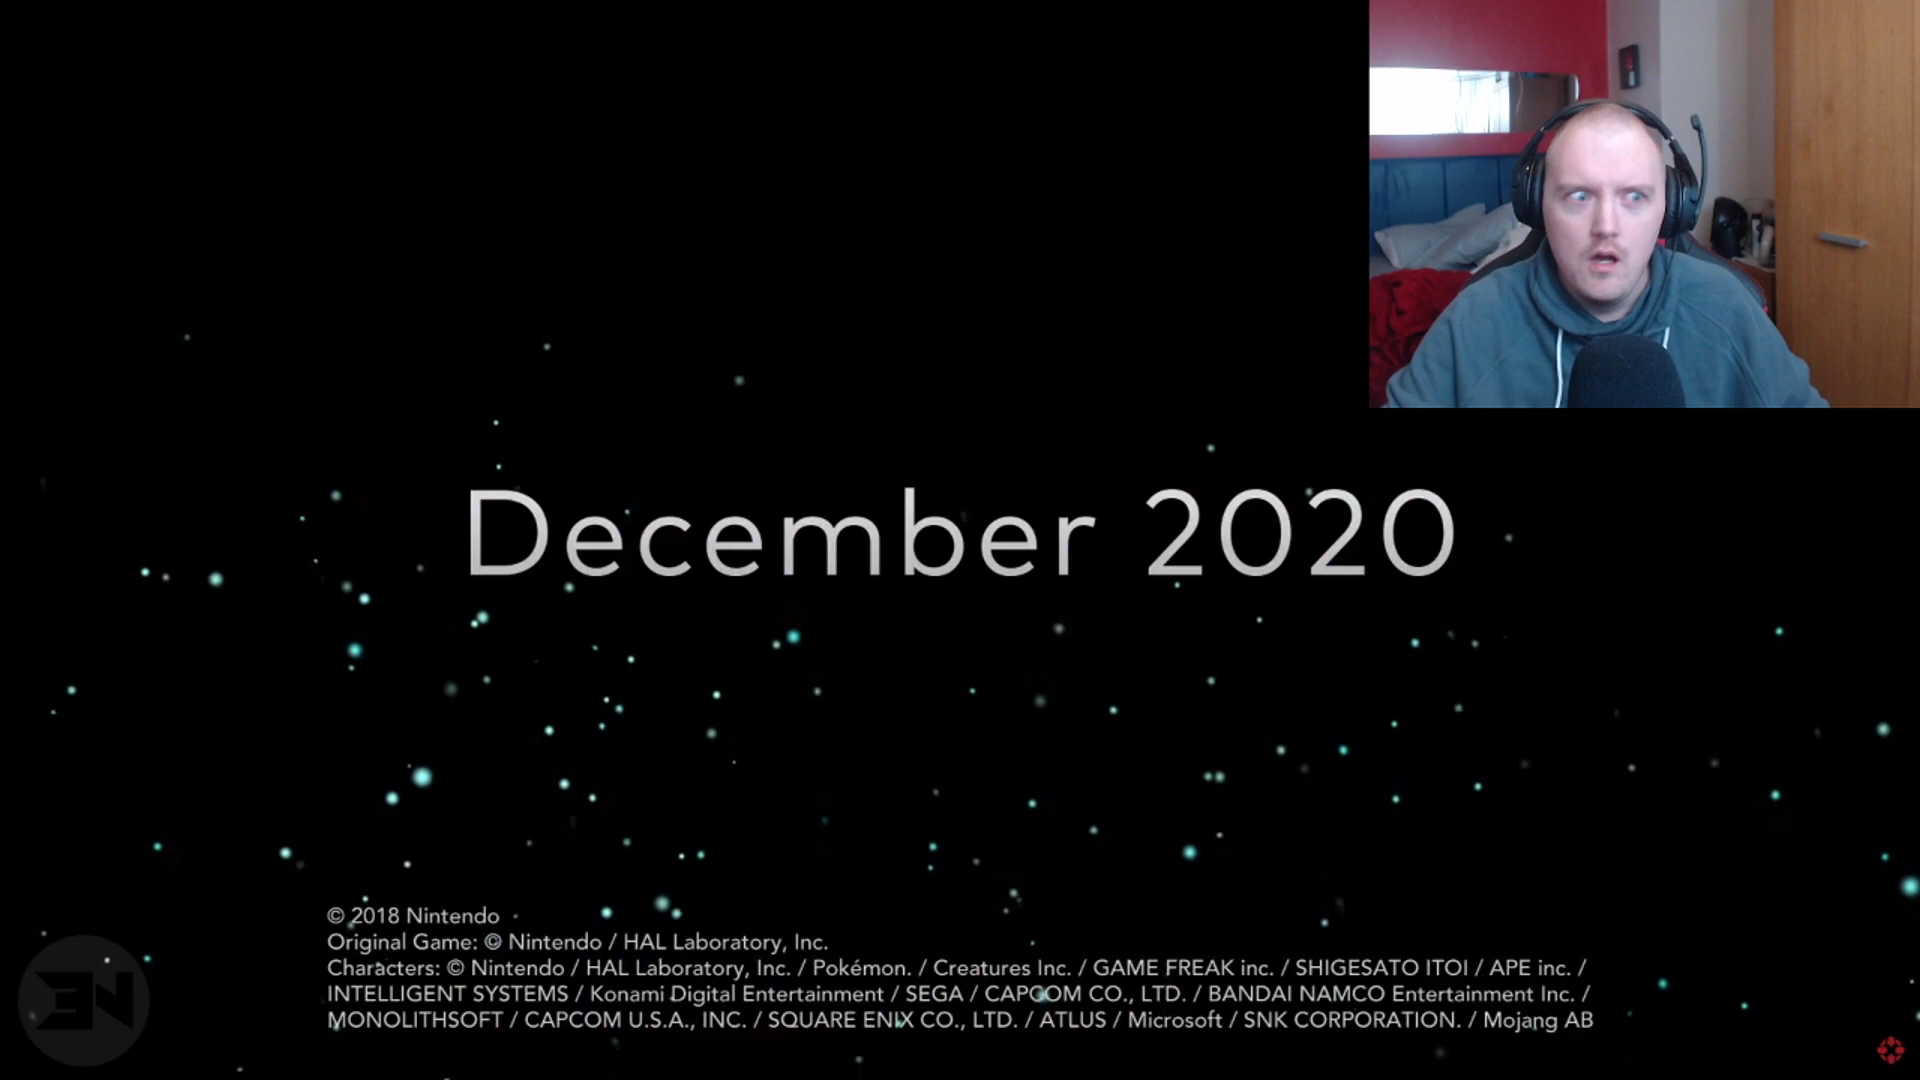 December 2020
© 2018 Nintendo
Original Game: © Nintendo / HAL Laboratory, Inc.
Characters: © Nintendo / HAL Laboratory, Inc. / Pokémon. / Creatures Inc. / GAME FREAK inc. / SHIGESATO ITOI / APE inc. /
INTELLIGENT SYSTEMS / Konami Digital Entertainment / SEGA / CAPCOM CO., LTD. / BANDAI NAMCO Entertainment Inc. /
MONOLITHSOFT / CAPCOM U.S.A., INC. / SQUARE ENIX CO., LTD. / ATLUS / Microsoft / SNK CORPORATION. / Mojang AB